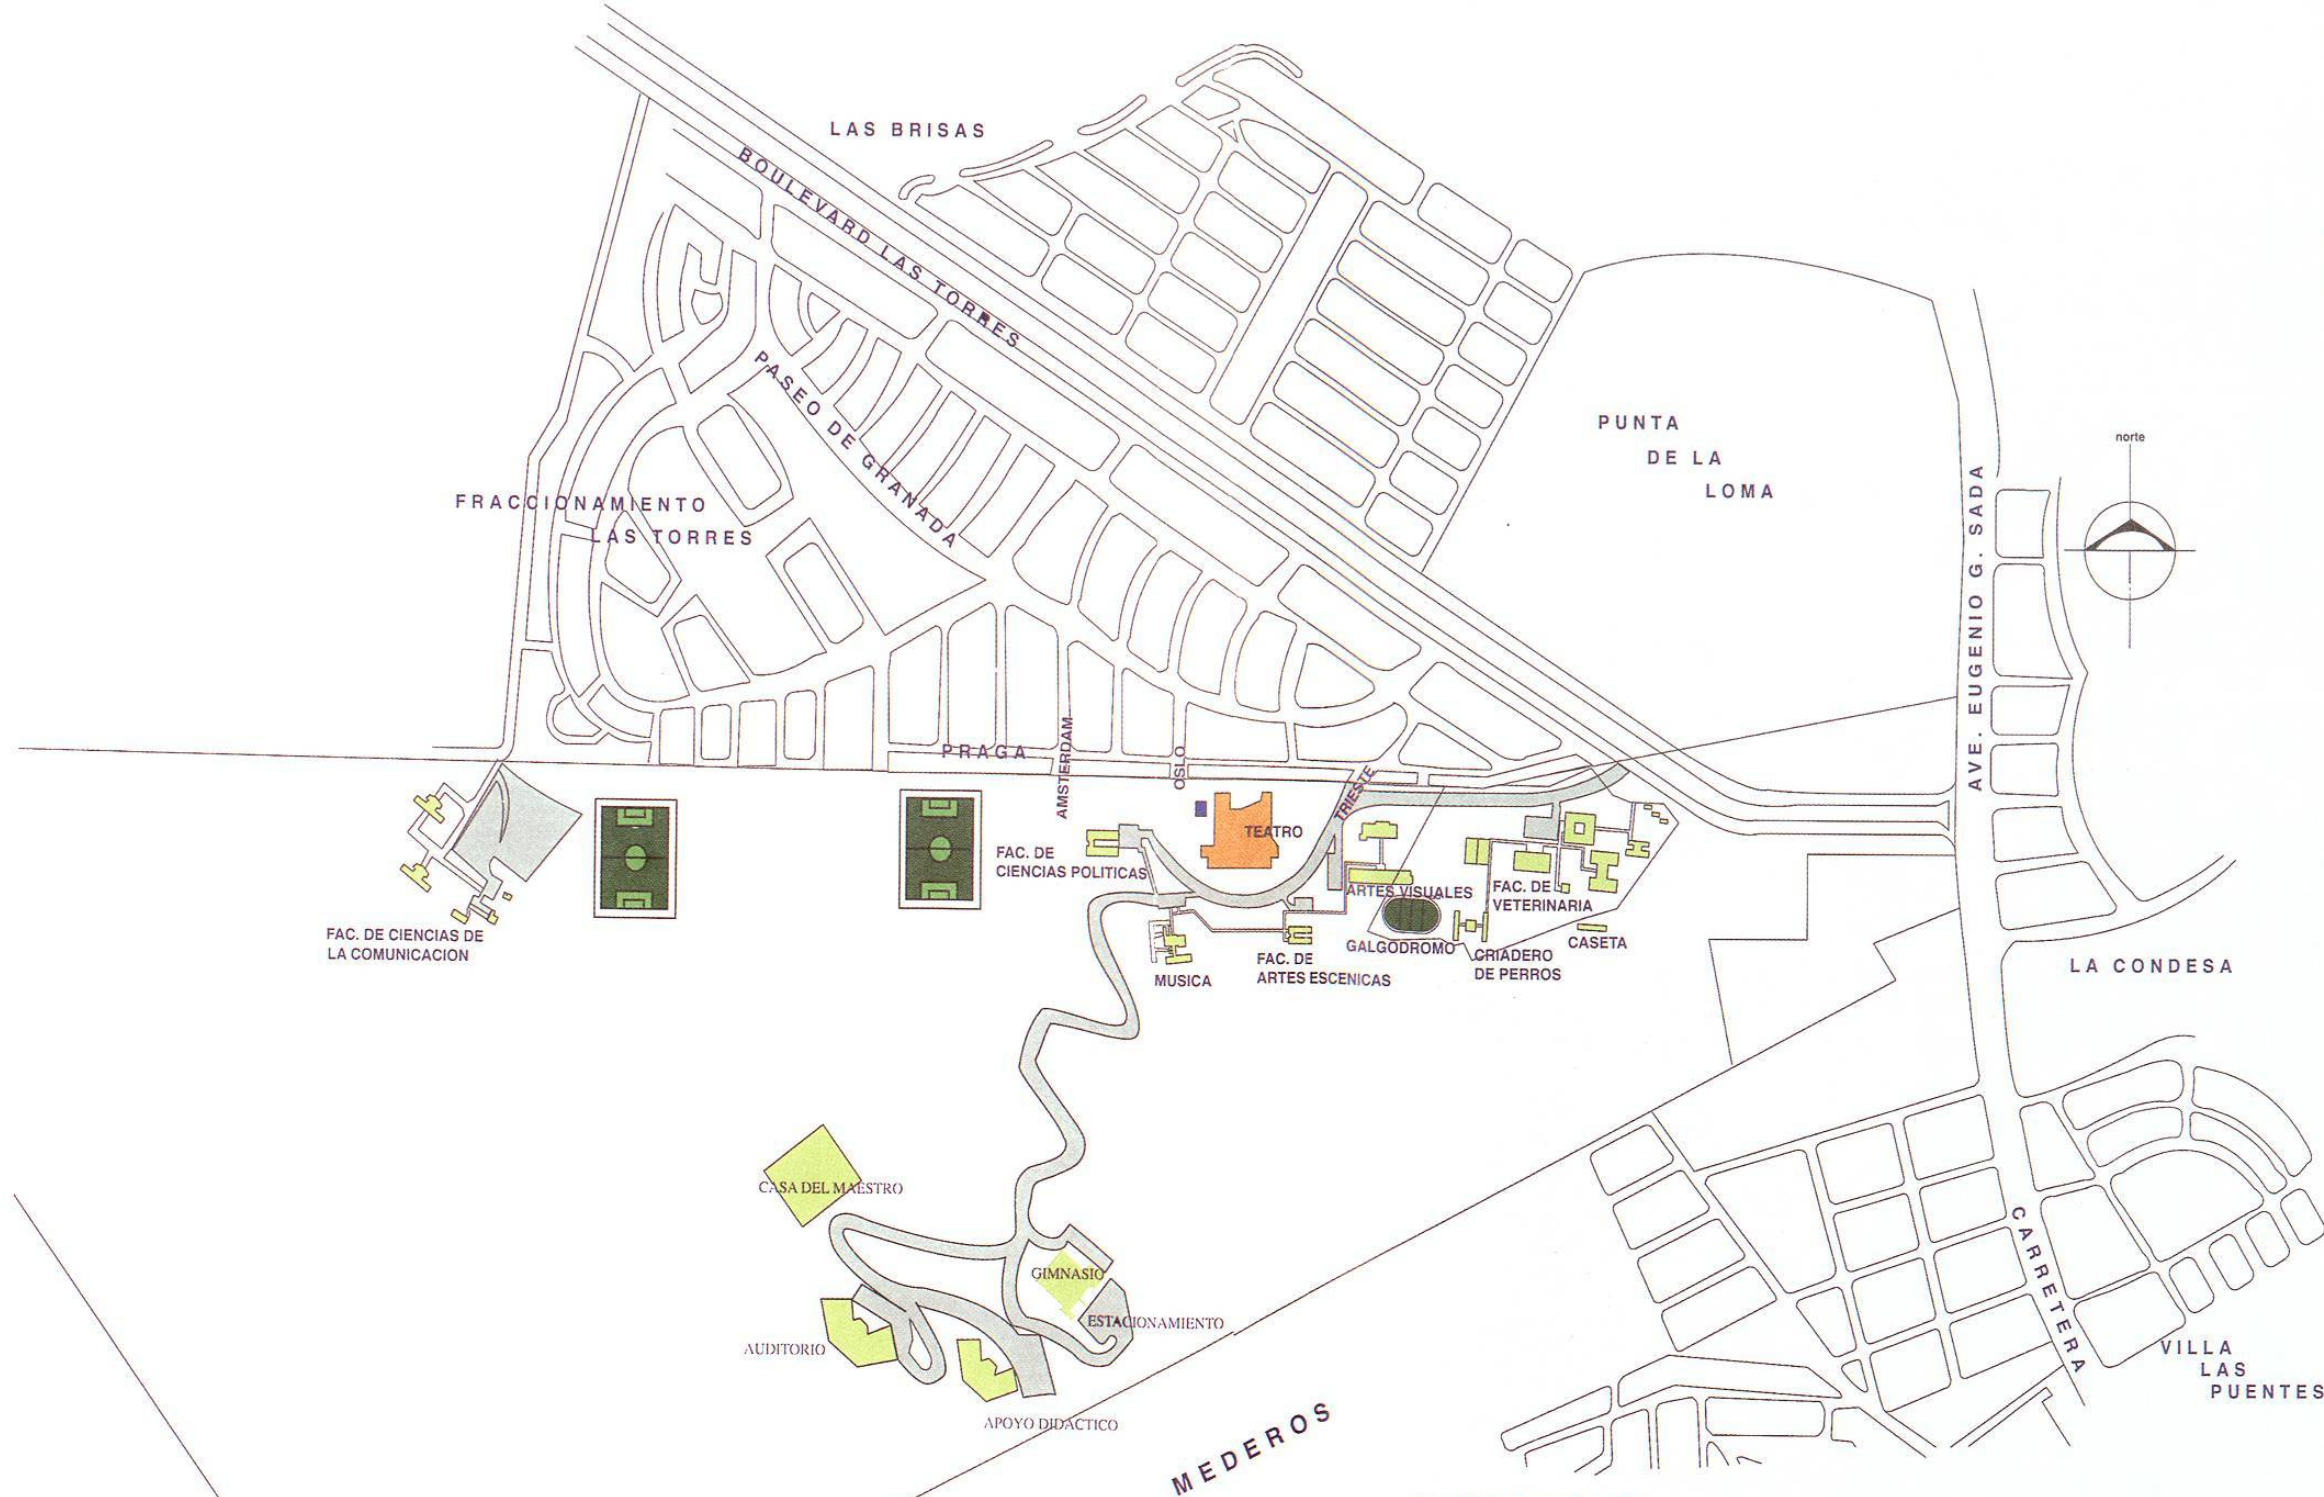 LAS BRISAS
BOULEVARD LAS TORRES
PASEO DE GRANADA
PUNTA
DE LA
LOMA
norte
AVE. EUGENIO G. SADA
FRACCIONAMIENTO
LAS TORRES
PRAGA
AMSTERDAM
OSLO
TRIESTE
TEATRO
FAC. DE
CIENCIAS POLITICAS
ARTES VISUALES
FAC. DE
VETERINARIA
FAC. DE CIENCIAS DE
LA COMUNICACION
MUSICA
FAC. DE
ARTES ESCENICAS
GALGODROMO
CRIADERO
DE PERROS
CASETA
LA CONDESA
CASA DEL MAESTRO
GIMNASIO
ESTACIONAMIENTO
AUDITORIO
APOYO DIDACTICO
CARRETERA
VILLA
LAS
PUENTES
MEDEROS